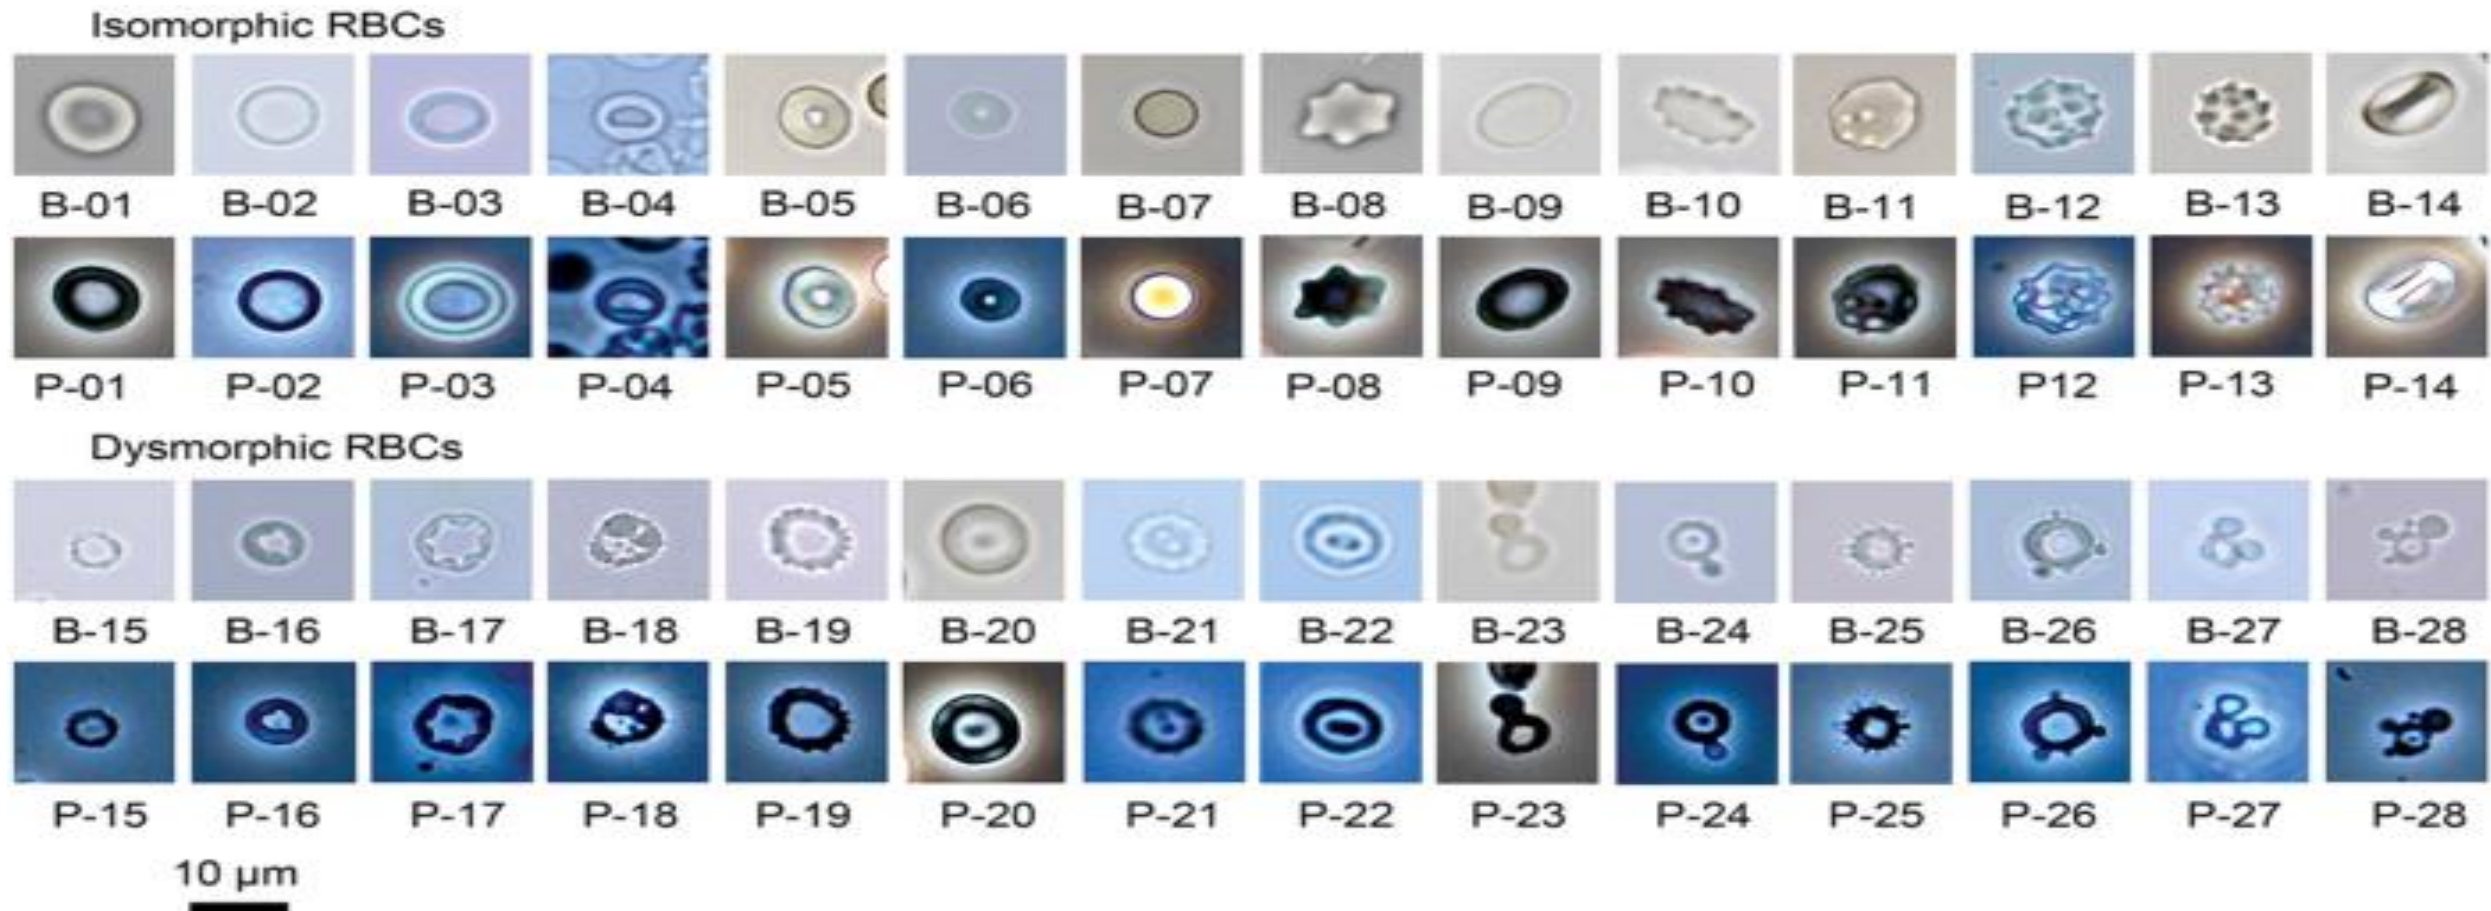 Isomorphic RBCs
B-01 B-02 B-03 B-04 B-05 B-06 B-07 B-08 B-09 B-10 B-11 B-12 B-13 B-14
P-01 P-02 P-03 P-04 P-05 P-06 P-07 P-08 P-09 P-10 P-11 P12 P-13 P-14
Dysmorphic RBCs
B-15 B-16 B-17 B-18 B-19 B-20 B-21 B-22 B-23 B-24 B-25 B-26 B-27 B-28
P-15 P-16 P-17 P-18 P-19 P-20 P-21 P-22 P-23 P-24 P-25 P-26 P-27 P-28
10 µm